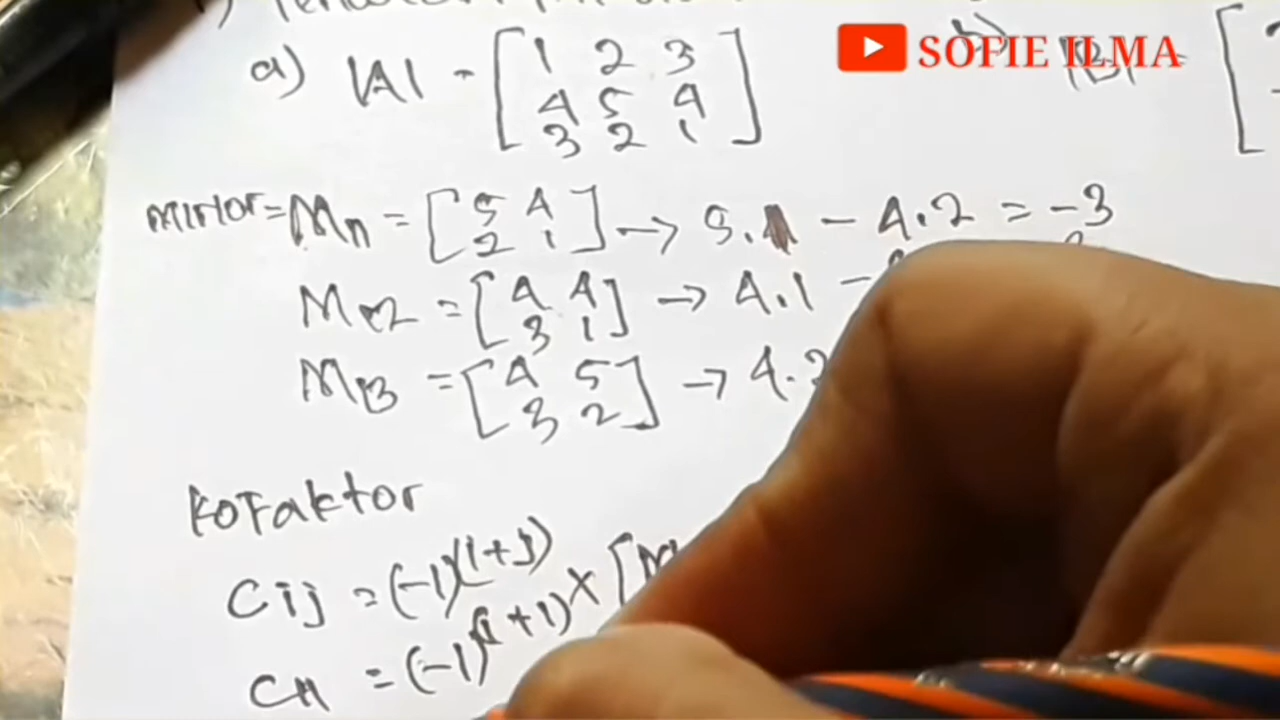 SOFIE ILMA
a) |A| = [1 2 3
4 5 4
3 2 1]
Minor = M11 = [5 4
2 1] → 5.1 - 4.2 = -3
M12 = [4 4
3 1] → 4.1 -
M13 = [4 5
3 2] → 4.2
b) |B| = [
Kofaktor
Cij = (-1)(i+j)
C11 = (-1)(1+1) × [M